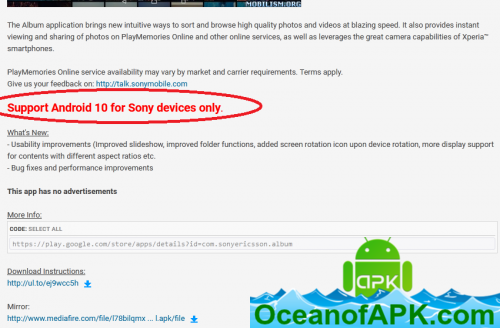 MOBILISM.ORG
The Album application brings new intuitive ways to sort and browse high quality photos and videos at blazing speed. It also provides instant
viewing and sharing of photos on PlayMemories Online and other online services, as well as leverages the great camera capabilities of Xperia™
smartphones.
PlayMemories Online service availability may vary by market and carrier requirements. Terms apply.
Give us your feedback on: http://talk.sonymobile.com
Support Android 10 for Sony devices only.
What's New:
- Usability improvements (Improved slideshow, improved folder functions, added screen rotation icon upon device rotation, more display support
for contents with different aspect ratios etc.
- Bug fixes and performance improvements
This app has no advertisements
More Info:
CODE: SELECT ALL
https://play.google.com/store/apps/details?id=com.sonyericsson.album
Download Instructions:
http://ul.to/ej9wcc5h
Mirror:
http://www.mediafire.com/file/l78bilqmx ... l.apk/file
APK
OceanofAPK.com